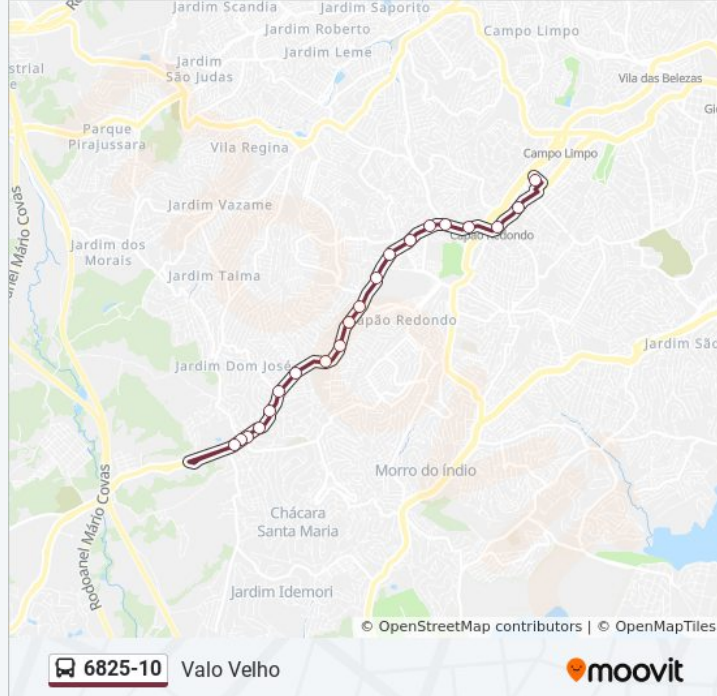 Jardim Scandia
Jardim Saporito
Jardim Roberto
Campo Limpo
Jardim Leme
strial
e
Jardim
São Judas
Vila das Belezas
Gi
Parque
Pirajussara
Vila Regina
Campo Limpo
Jardim Vazame
Capão Redondo
Jardim dos
Morais
Jardim Taima
anel Mário Covas
apão Redondo
Jardim São
Jardim Dom José
Morro do Índio
Chácara
Santa Maria
Rodoanel Mário Covas
Jardim Idemori
© OpenStreetMap contributors | © OpenMapTiles
6825-10 Valo Velho
moovit